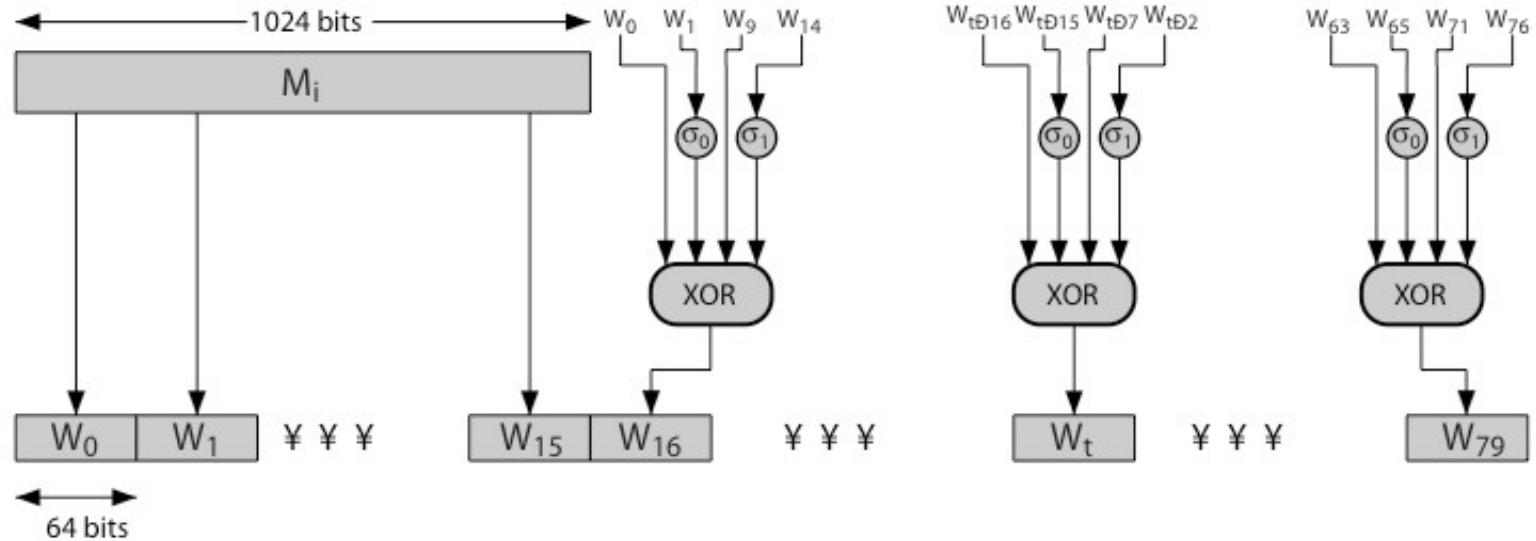 1024 bits
W₀ W₁ W₉ W₁₄
WₜÐ₁₆ WₜÐ₁₅ WₜÐ₇ WₜÐ₂
W₆₃ W₆₅ W₇₁ W₇₆
Mᵢ
σ₀ σ₁
σ₀ σ₁
σ₀ σ₁
XOR
XOR
XOR
W₀ W₁ ¥ ¥ ¥ W₁₅ W₁₆ ¥ ¥ ¥ Wₜ ¥ ¥ ¥ W₇₉
64 bits